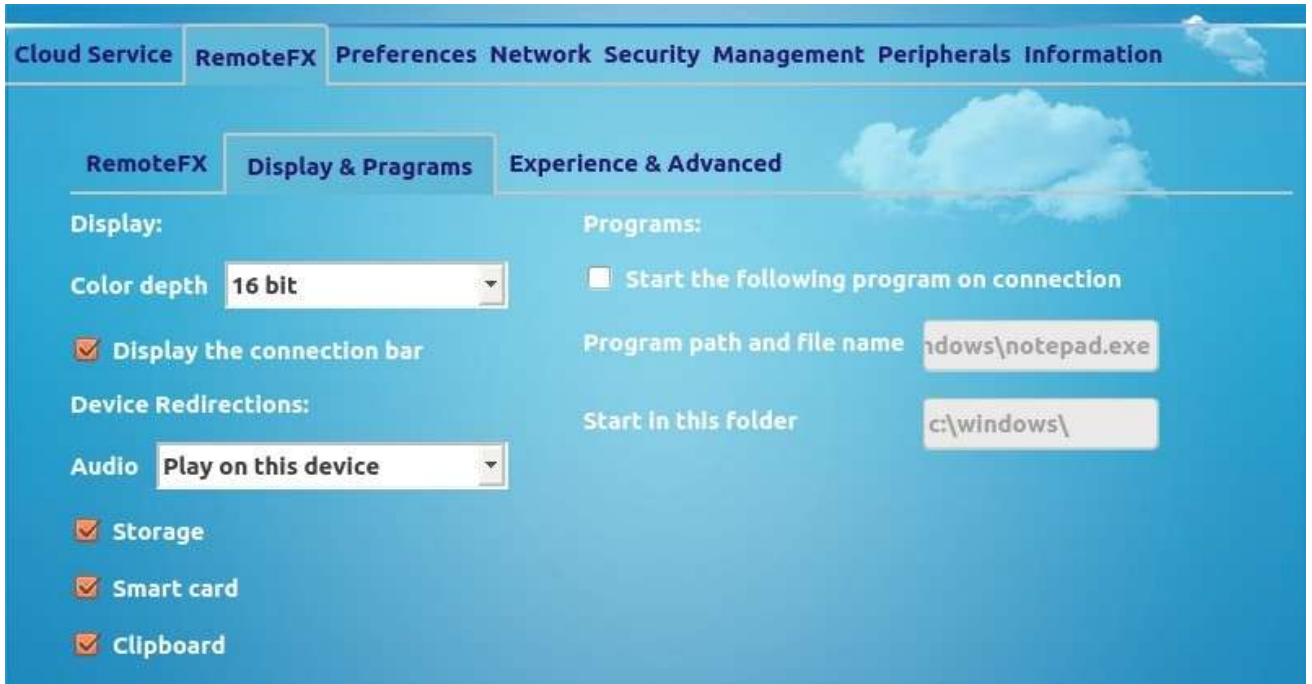 Cloud Service RemoteFX Preferences Network Security Management Peripherals Information
RemoteFX Display & Pragrams Experience & Advanced
Display:
Color depth 16 bit
Display the connection bar
Device Redirections:
Audio Play on this device
Storage
Smart card
Clipboard
Programs:
Start the following program on connection
Program path and file name ndows\notepad.exe
Start in this folder c:\windows\